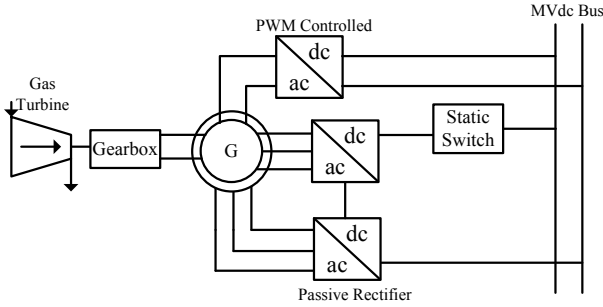 PWM Controlled
MVdc Bus
dc
ac
Gas
Turbine
Gearbox
G
dc
ac
Static
Switch
dc
ac
Passive Rectifier